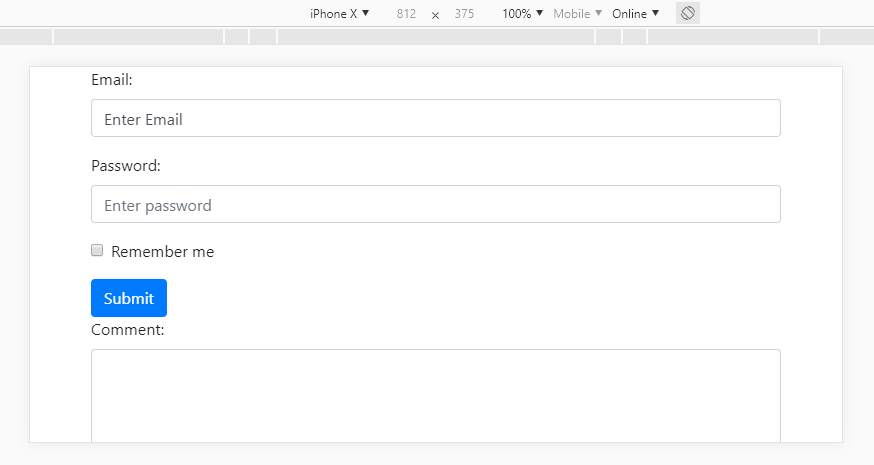 iPhone X ▼ 812 × 375 100% ▼ Mobile ▼ Online ▼
Email:
Enter Email
Password:
Enter password
Remember me
Submit
Comment: